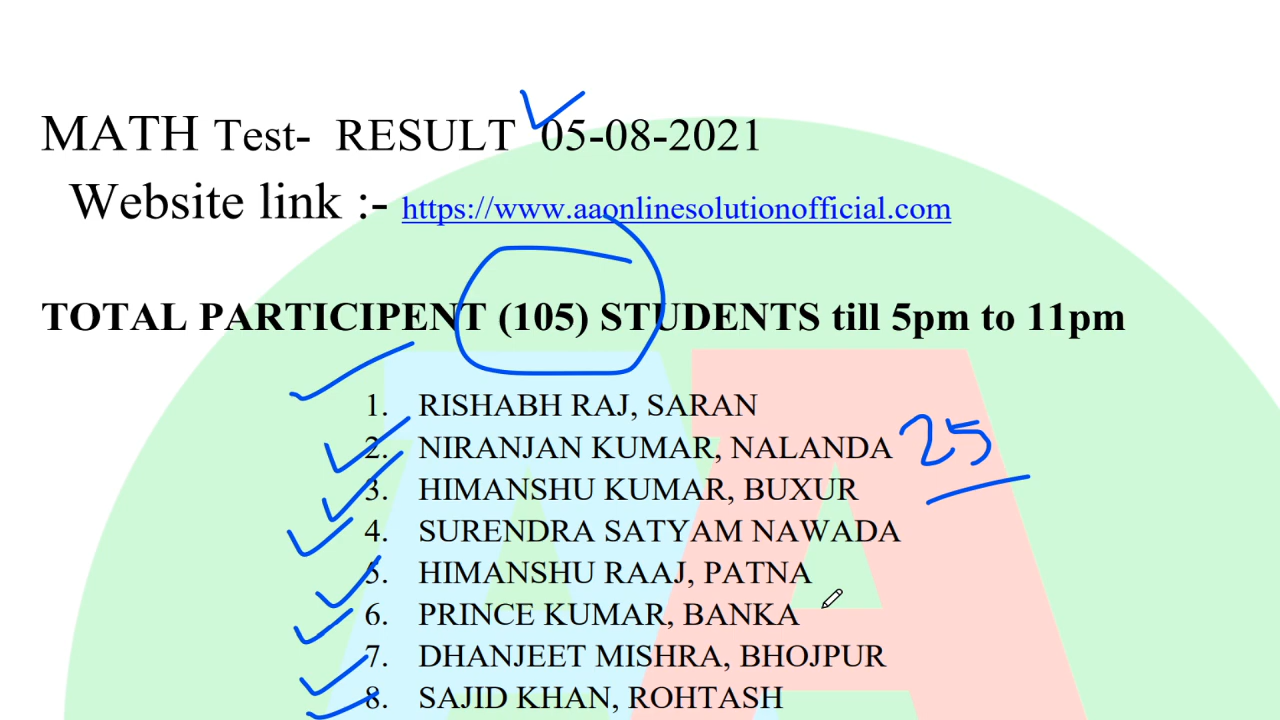 MATH Test- RESULT 05-08-2021
Website link :- https://www.aaonlinesolutionofficial.com
TOTAL PARTICIPENT (105) STUDENTS till 5pm to 11pm
1. RISHABH RAJ, SARAN
2. NIRANJAN KUMAR, NALANDA 25
3. HIMANSHU KUMAR, BUXUR
4. SURENDRA SATYAM NAWADA
5. HIMANSHU RAAJ, PATNA
6. PRINCE KUMAR, BANKA
7. DHANJEET MISHRA, BHOJPUR
8. SAJID KHAN, ROHTASH